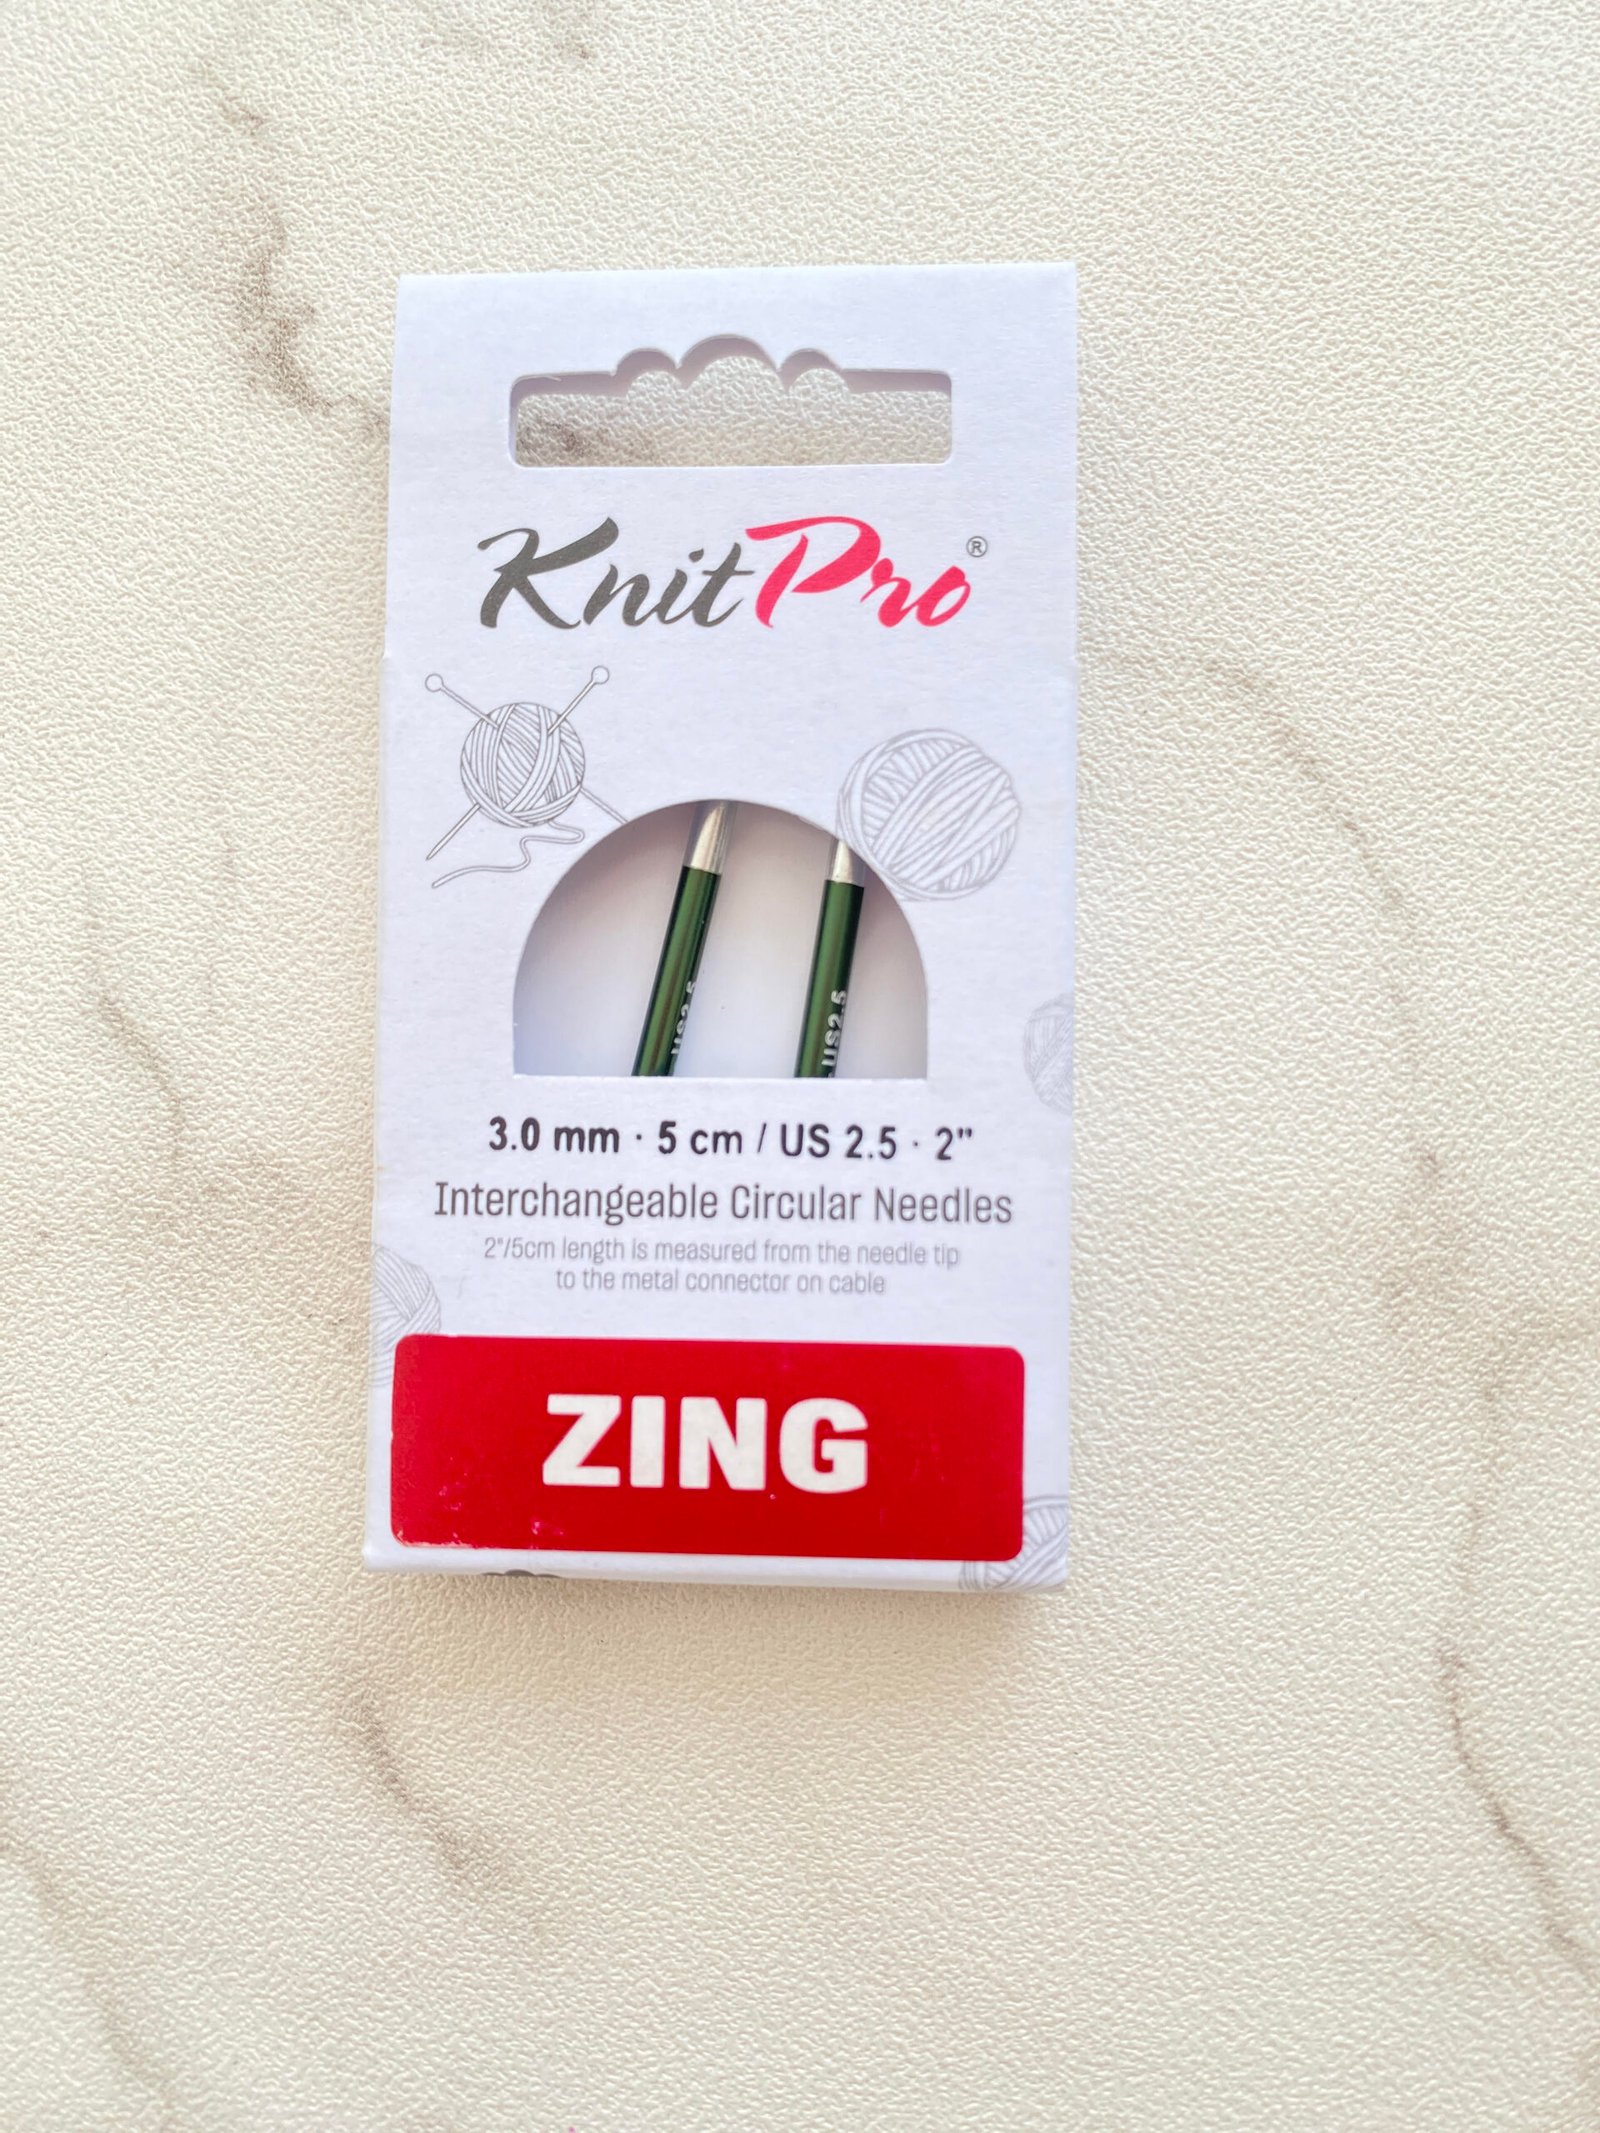 KnitPro®
US2.5
US2.5
3.0 mm · 5 cm / US 2.5 · 2"
Interchangeable Circular Needles
2"/5cm length is measured from the needle tip
to the metal connector on cable
ZING